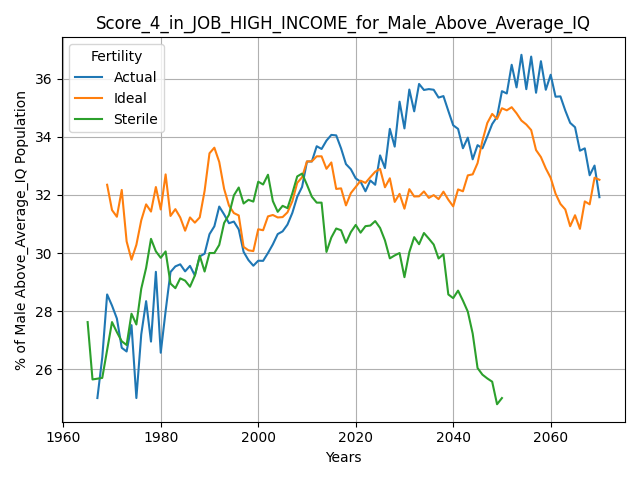 Score_4_in_JOB_HIGH_INCOME_for_Male_Above_Average_IQ
Fertility
Actual
Ideal
Sterile
% of Male Above_Average_IQ Population
36
34
32
30
28
26
1960
1980
2000
2020
2040
2060
Years